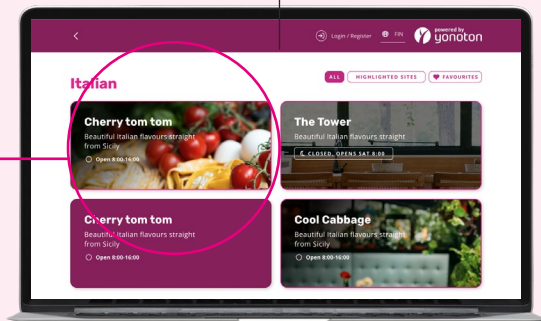 Login / Register
FIN
powered by
yonoton
Italian
ALL
HIGHLIGHTED SITES
FAVOURITES
Cherry tom tom
Beautiful Italian flavours straight
from Sicily
Open 8:00-16:00
The Tower
Beautiful Italian flavours straight
CLOSED, OPENS SAT 8:00
Cherry tom tom
Beautiful Italian flavours straight
from Sicily
Open 8:00-16:00
Cool Cabbage
Beautiful Italian flavours straight
from Sicily
Open 8:00-16:00